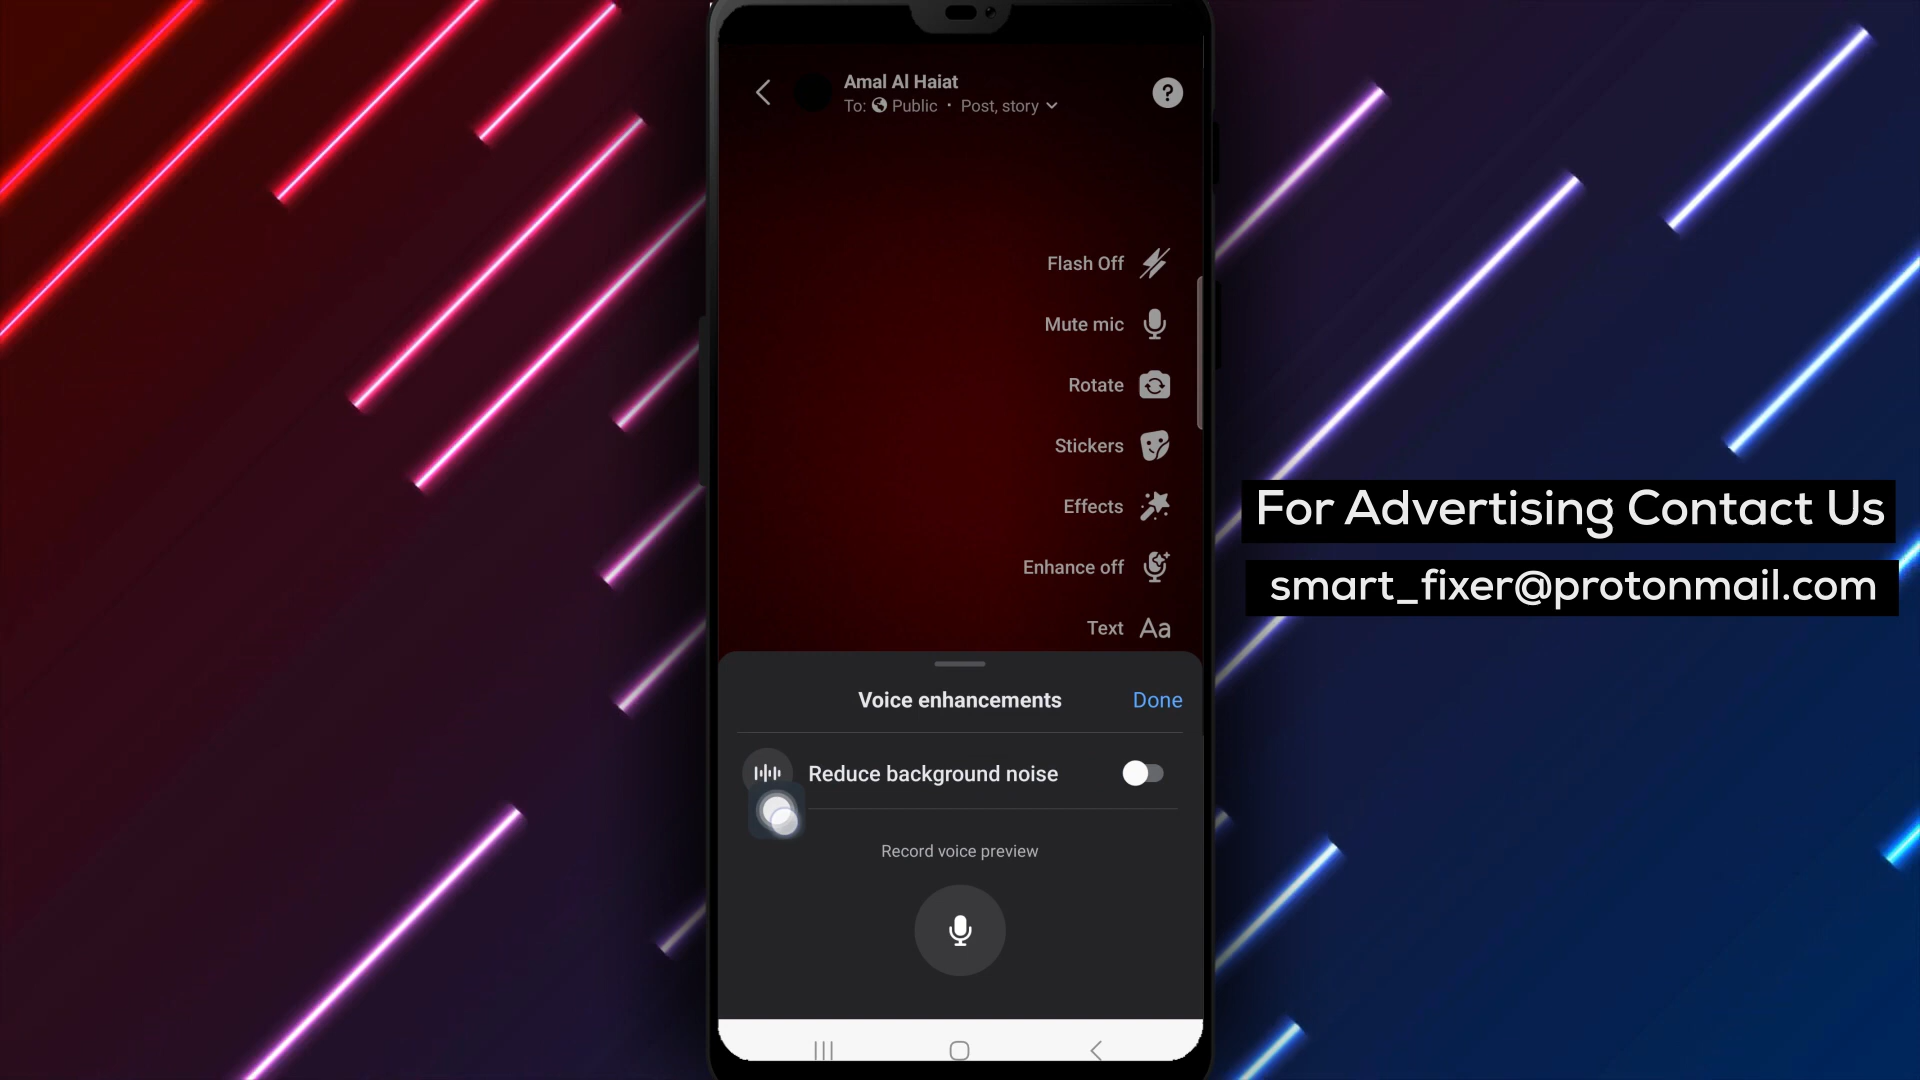 Amal Al Haiat
To: Public · Post, story
Flash Off
Mute mic
Rotate
Stickers
Effects
Enhance off
Text Aa
Voice enhancements
Done
Reduce background noise
Record voice preview
For Advertising Contact Us
smart_fixer@protonmail.com